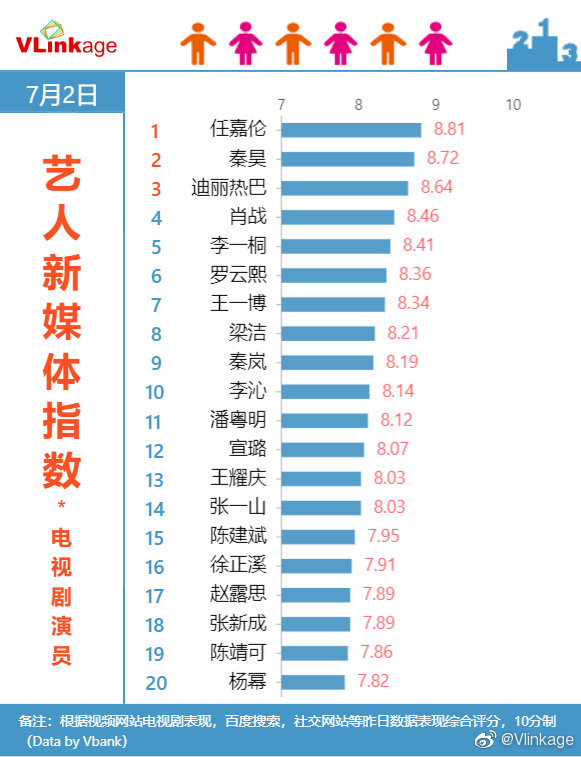 VLinkage
1
2
3
7月2日
艺人新媒体指数
*电视剧演员
7 8 9 10
1 任嘉伦 8.81
2 秦昊 8.72
3 迪丽热巴 8.64
4 肖战 8.46
5 李一桐 8.41
6 罗云熙 8.36
7 王一博 8.34
8 梁洁 8.21
9 秦岚 8.19
10 李沁 8.14
11 潘粤明 8.12
12 宣璐 8.07
13 王耀庆 8.03
14 张一山 8.03
15 陈建斌 7.95
16 徐正溪 7.91
17 赵露思 7.89
18 张新成 7.89
19 陈靖可 7.86
20 杨幂 7.82
备注：根据视频网站电视剧表现，百度搜索，社交网站等昨日数据表现综合评分，10分制
（Data by Vbank）
@Vlinkage